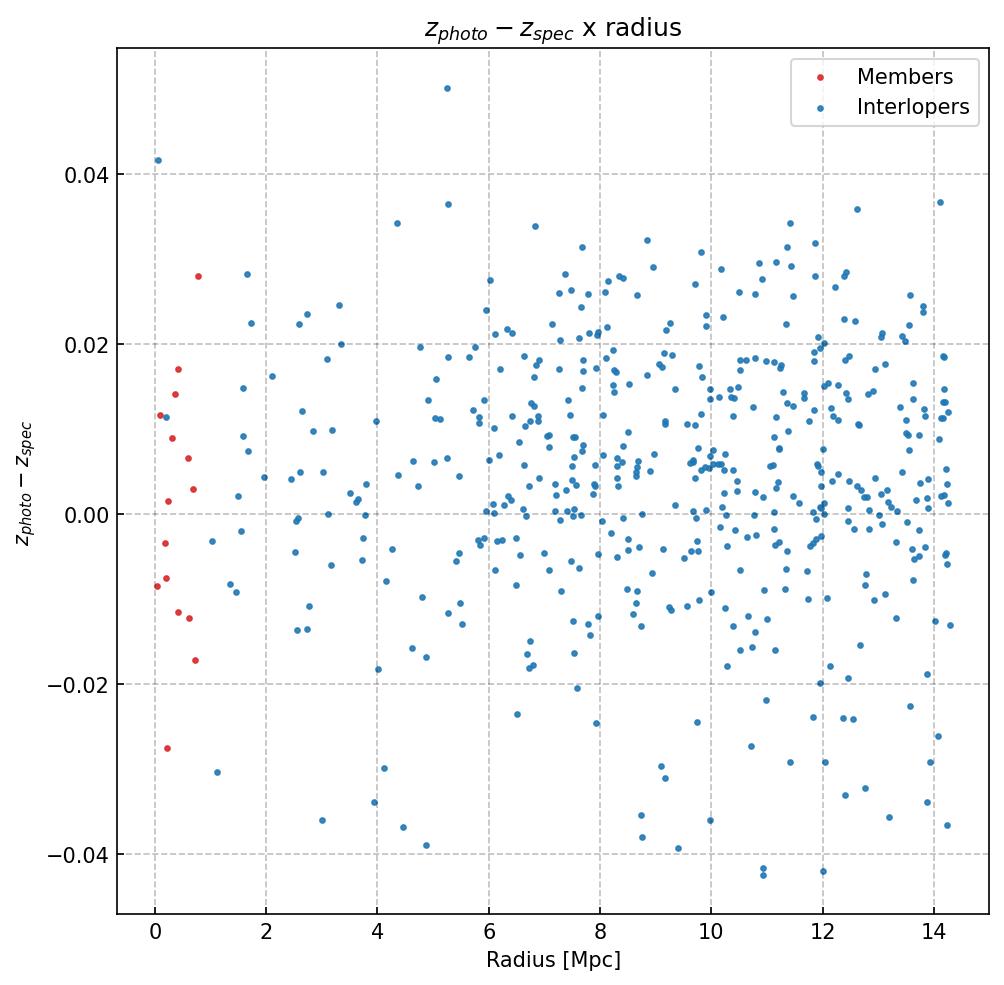 z_photo − z_spec x radius
Members
Interlopers
0.04
0.02
0.00
−0.02
−0.04
z_photo − z_spec
0 2 4 6 8 10 12 14
Radius [Mpc]